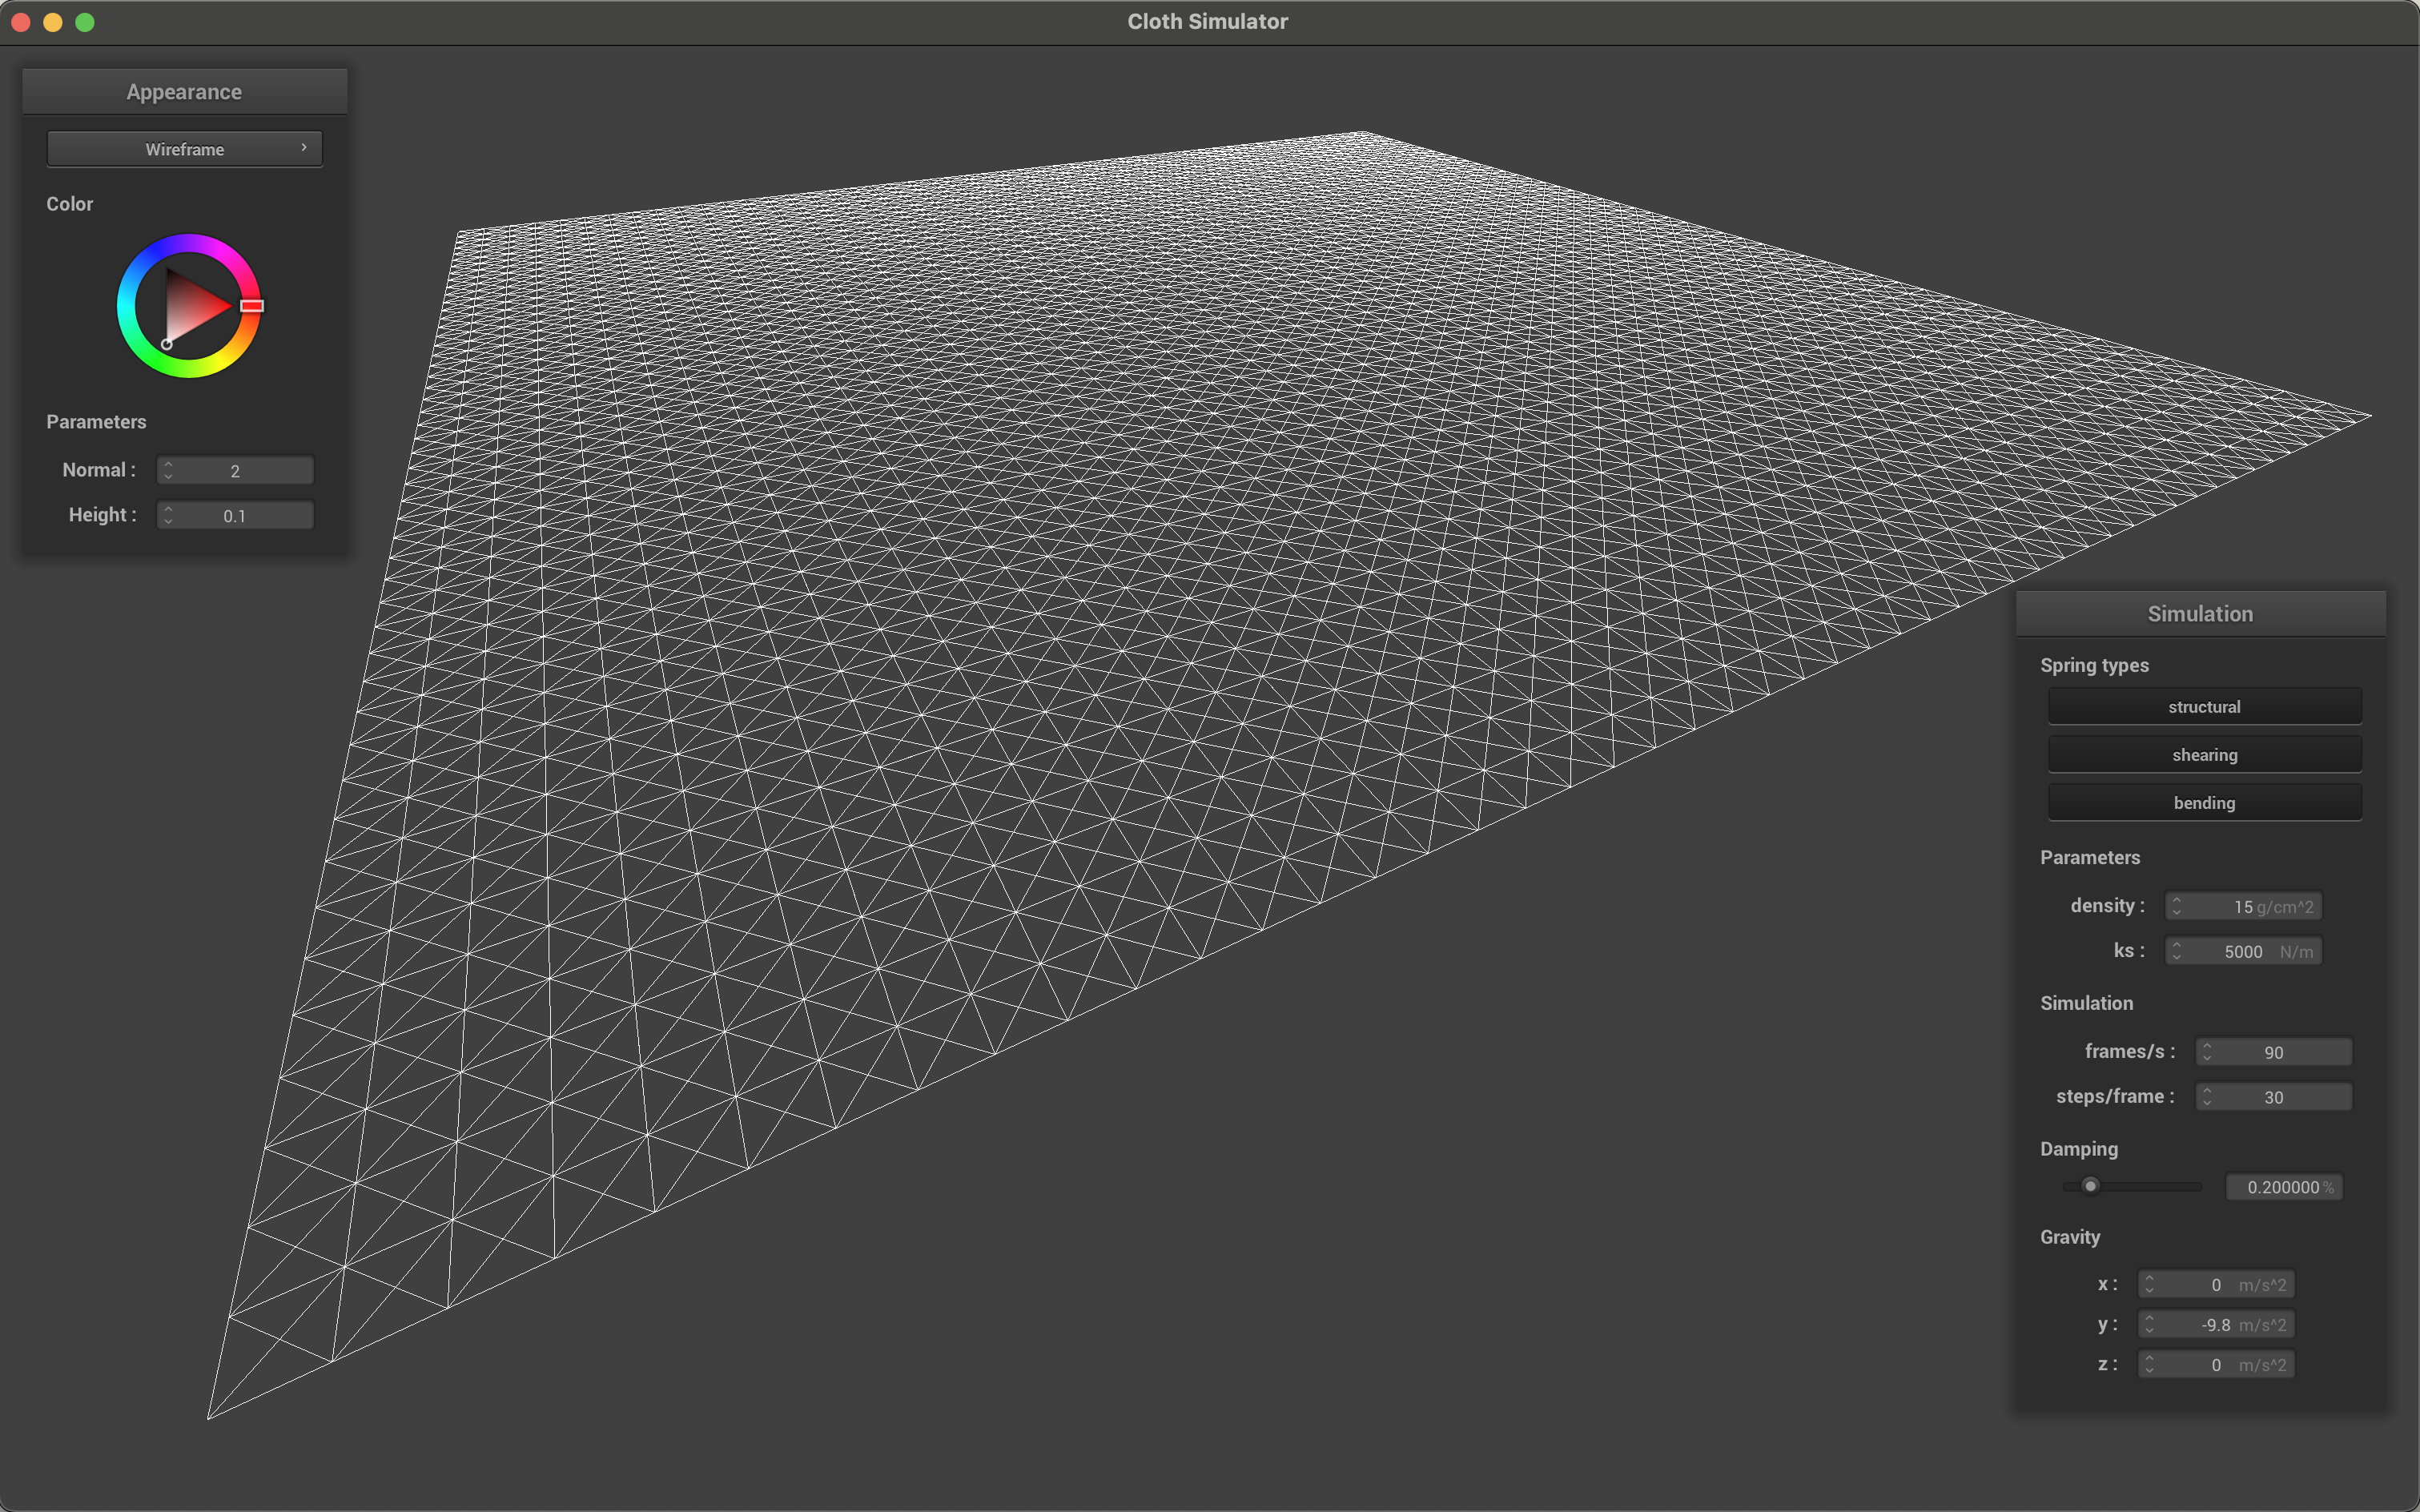 Cloth Simulator
Appearance
Wireframe
Color
Parameters
Normal : 2
Height : 0.1
Simulation
Spring types
structural
shearing
bending
Parameters
density : 15 g/cm^2
ks : 5000 N/m
Simulation
frames/s : 90
steps/frame : 30
Damping
0.200000 %
Gravity
x : 0 m/s^2
y : -9.8 m/s^2
z : 0 m/s^2